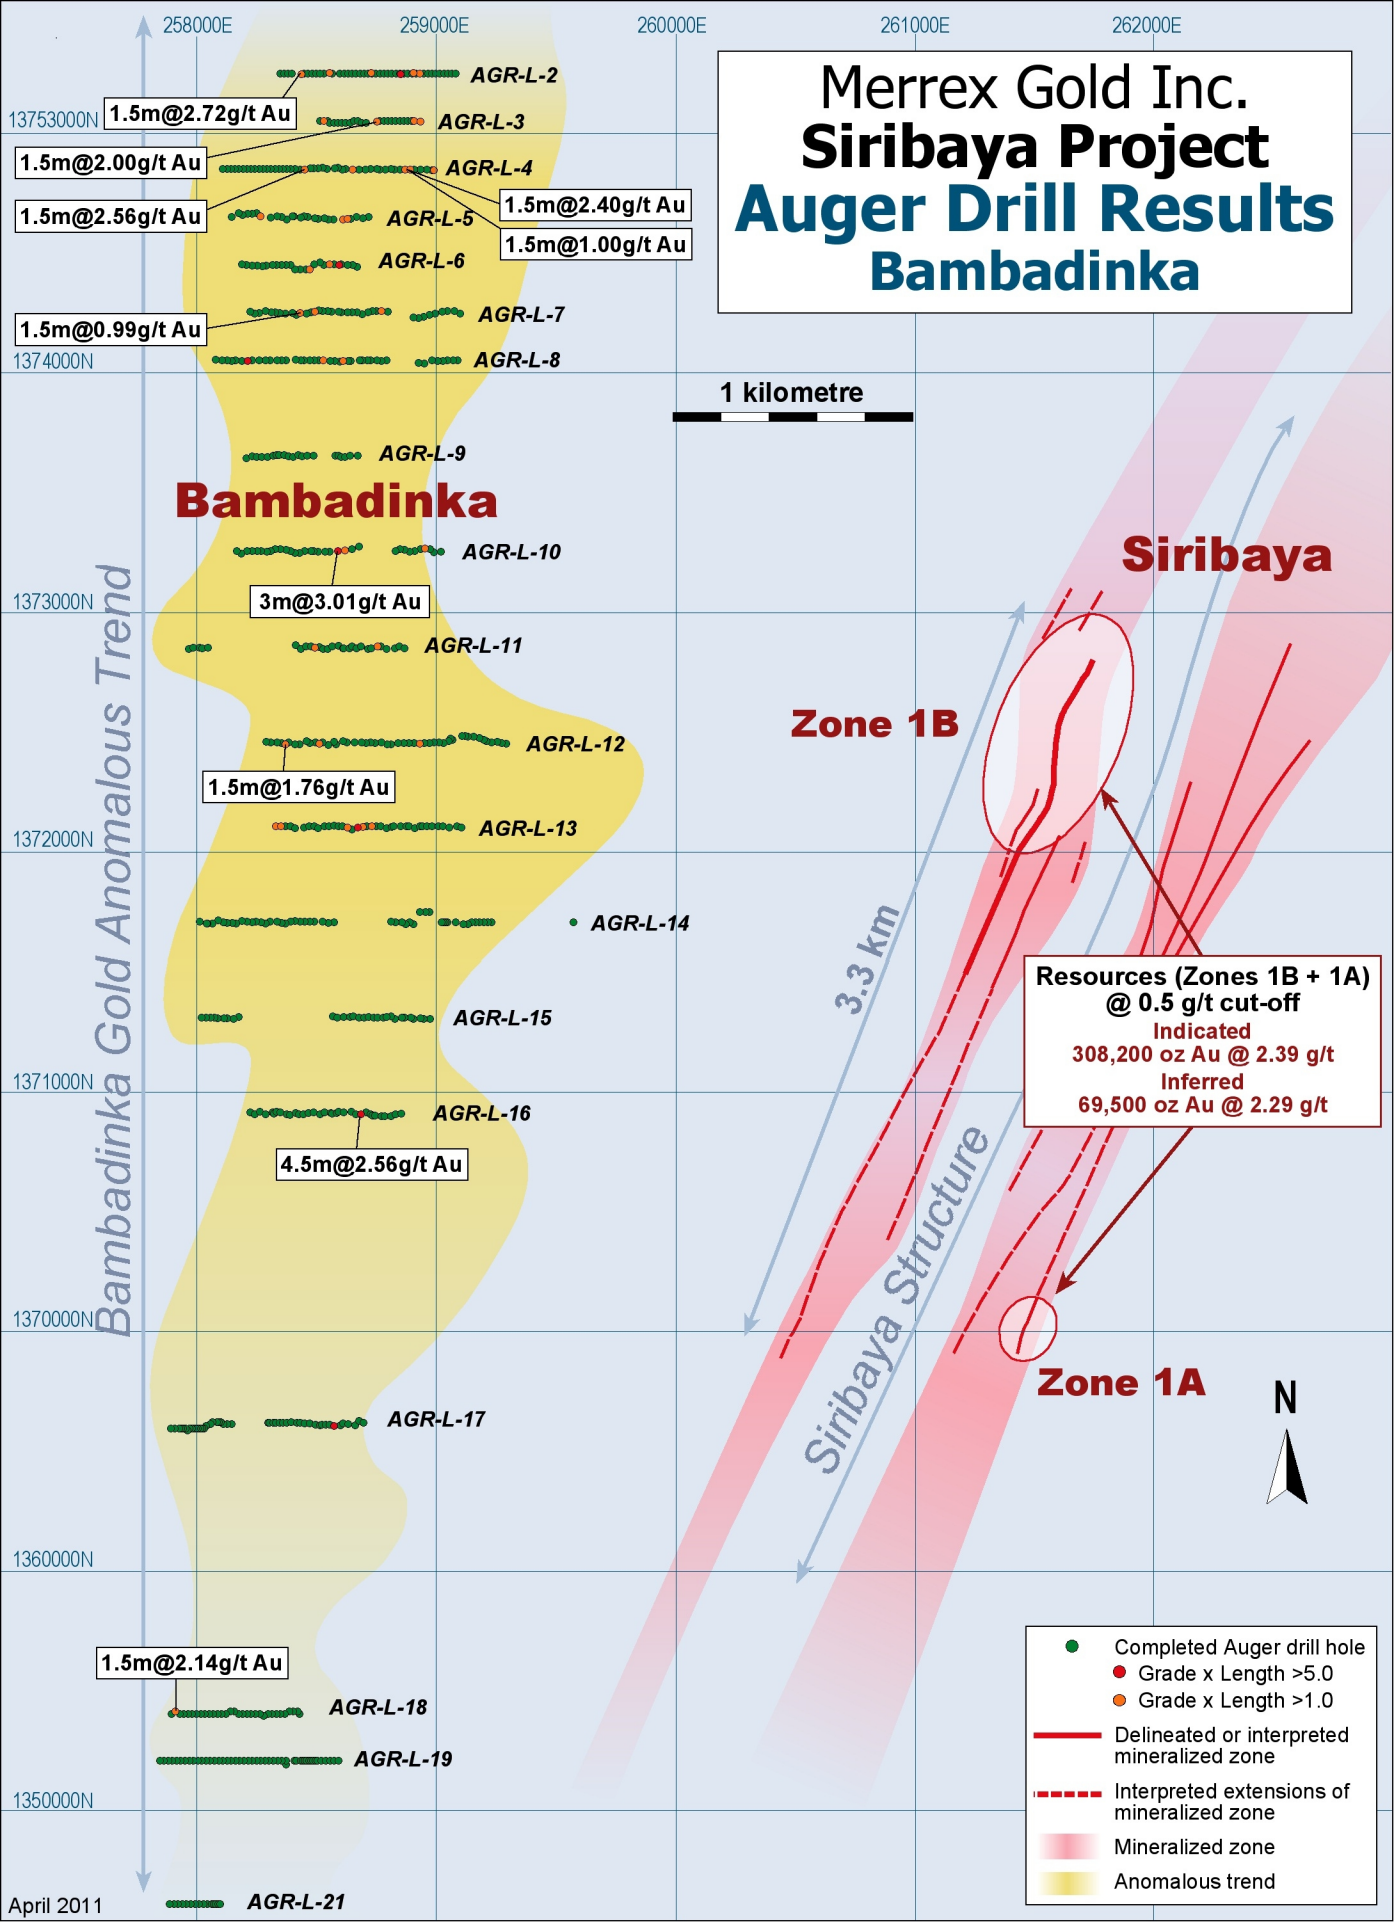 258000E
259000E
260000E
261000E
262000E
Merrex Gold Inc.
Siribaya Project
Auger Drill Results
Bambadinka
AGR-L-2
1.5m@2.72g/t Au
13753000N
AGR-L-3
1.5m@2.00g/t Au
AGR-L-4
1.5m@2.40g/t Au
1.5m@2.56g/t Au
AGR-L-5
1.5m@1.00g/t Au
AGR-L-6
AGR-L-7
1.5m@0.99g/t Au
1374000N
AGR-L-8
1 kilometre
AGR-L-9
Bambadinka
AGR-L-10
Siribaya
3m@3.01g/t Au
1373000N
AGR-L-11
Zone 1B
AGR-L-12
1.5m@1.76g/t Au
1372000N
AGR-L-13
AGR-L-14
3.3 km
Bambadinka Gold Anomalous Trend
Resources (Zones 1B + 1A)
@ 0.5 g/t cut-off
Indicated
308,200 oz Au @ 2.39 g/t
Inferred
69,500 oz Au @ 2.29 g/t
AGR-L-15
1371000N
AGR-L-16
4.5m@2.56g/t Au
Siribaya Structure
1370000N
Zone 1A
N
AGR-L-17
1360000N
1.5m@2.14g/t Au
AGR-L-18
AGR-L-19
1350000N
AGR-L-21
April 2011
Completed Auger drill hole
Grade x Length >5.0
Grade x Length >1.0
Delineated or interpreted
mineralized zone
Interpreted extensions of
mineralized zone
Mineralized zone
Anomalous trend